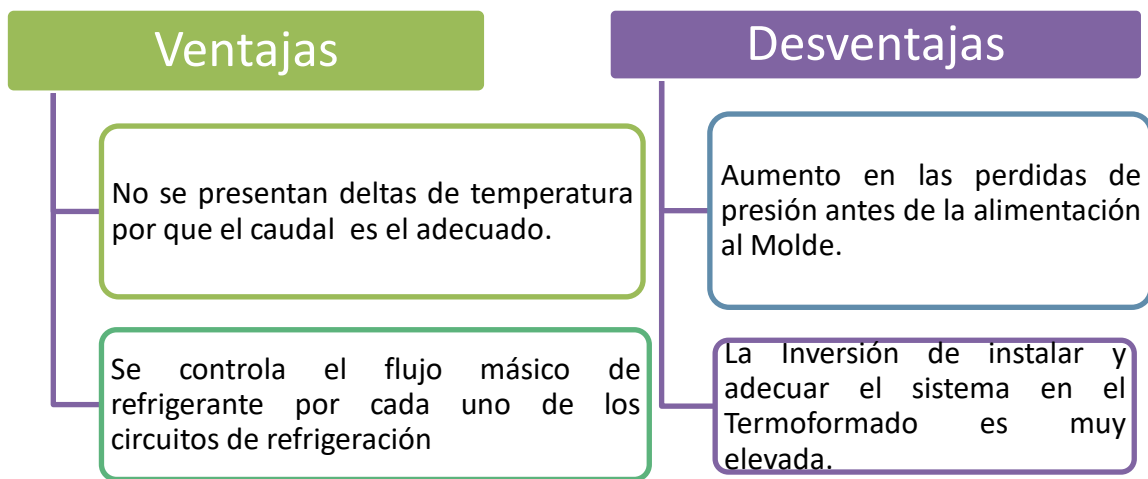 Ventajas
No se presentan deltas de temperatura
por que el caudal es el adecuado.
Se controla el flujo másico de
refrigerante por cada uno de los
circuitos de refrigeración
Desventajas
Aumento en las perdidas de
presión antes de la alimentación
al Molde.
La Inversión de instalar y
adecuar el sistema en el
Termoformado es muy
elevada.